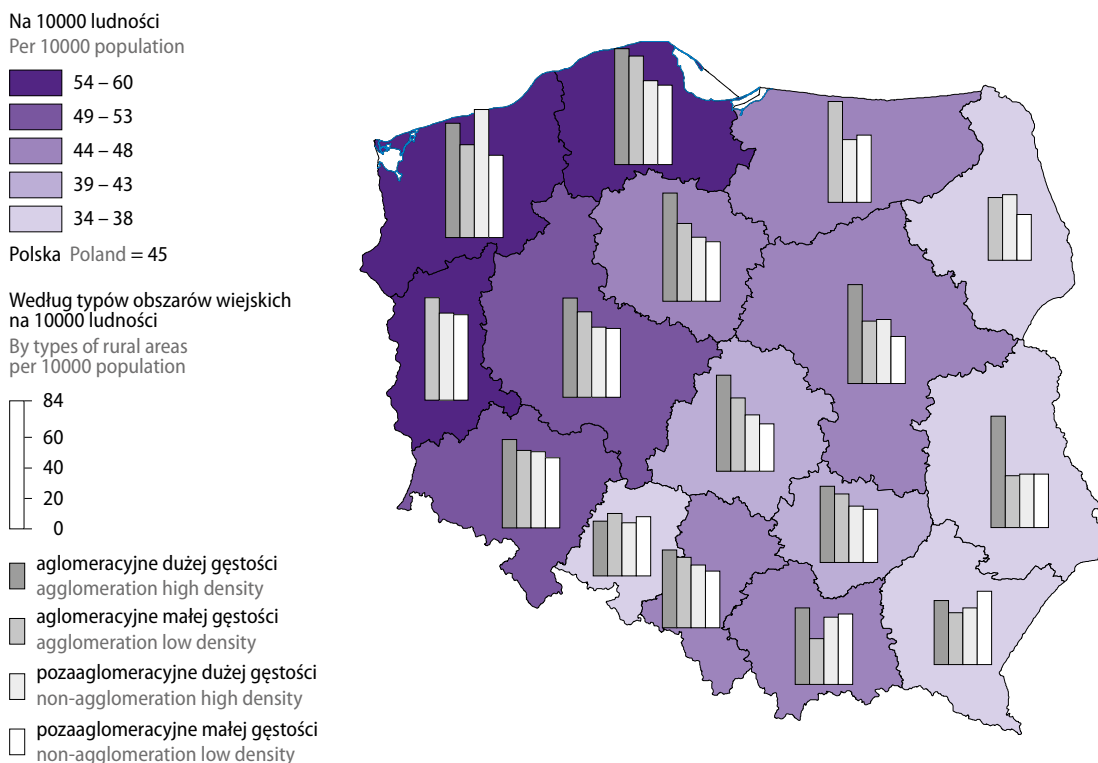 Na 10000 ludności
Per 10000 population
54 – 60
49 – 53
44 – 48
39 – 43
34 – 38
Polska Poland = 45
Według typów obszarów wiejskich
na 10000 ludności
By types of rural areas
per 10000 population
84
60
40
20
0
aglomeracyjne dużej gęstości
agglomeration high density
aglomeracyjne małej gęstości
agglomeration low density
pozaaglomeracyjne dużej gęstości
non-agglomeration high density
pozaaglomeracyjne małej gęstości
non-agglomeration low density